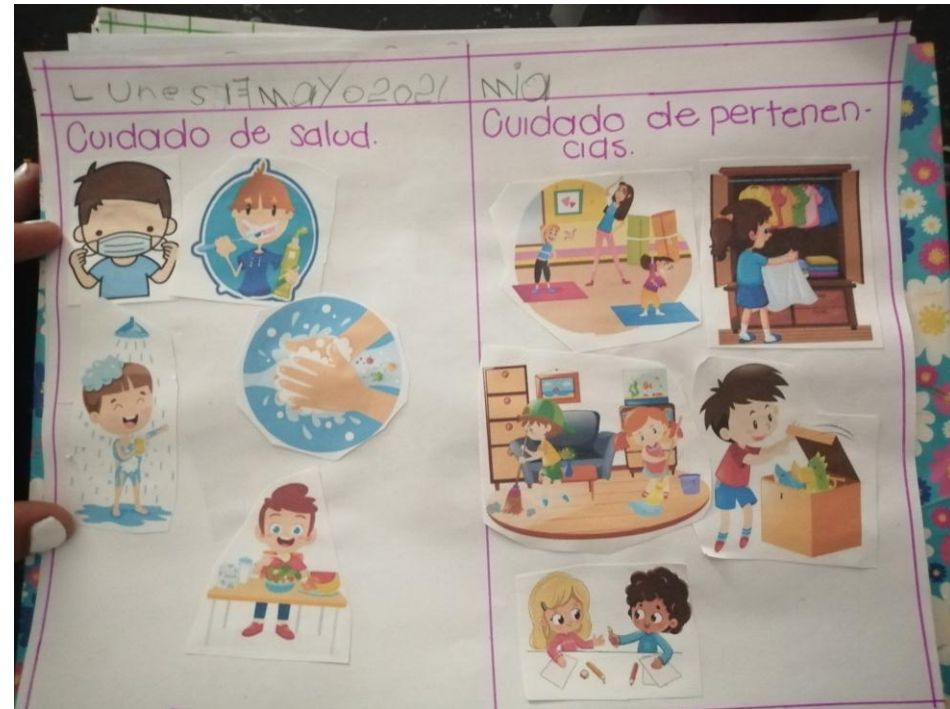 Lunes 17 MAYO 2021
mia
Cuidado de salud.
Cuidado de pertenen-
cias.